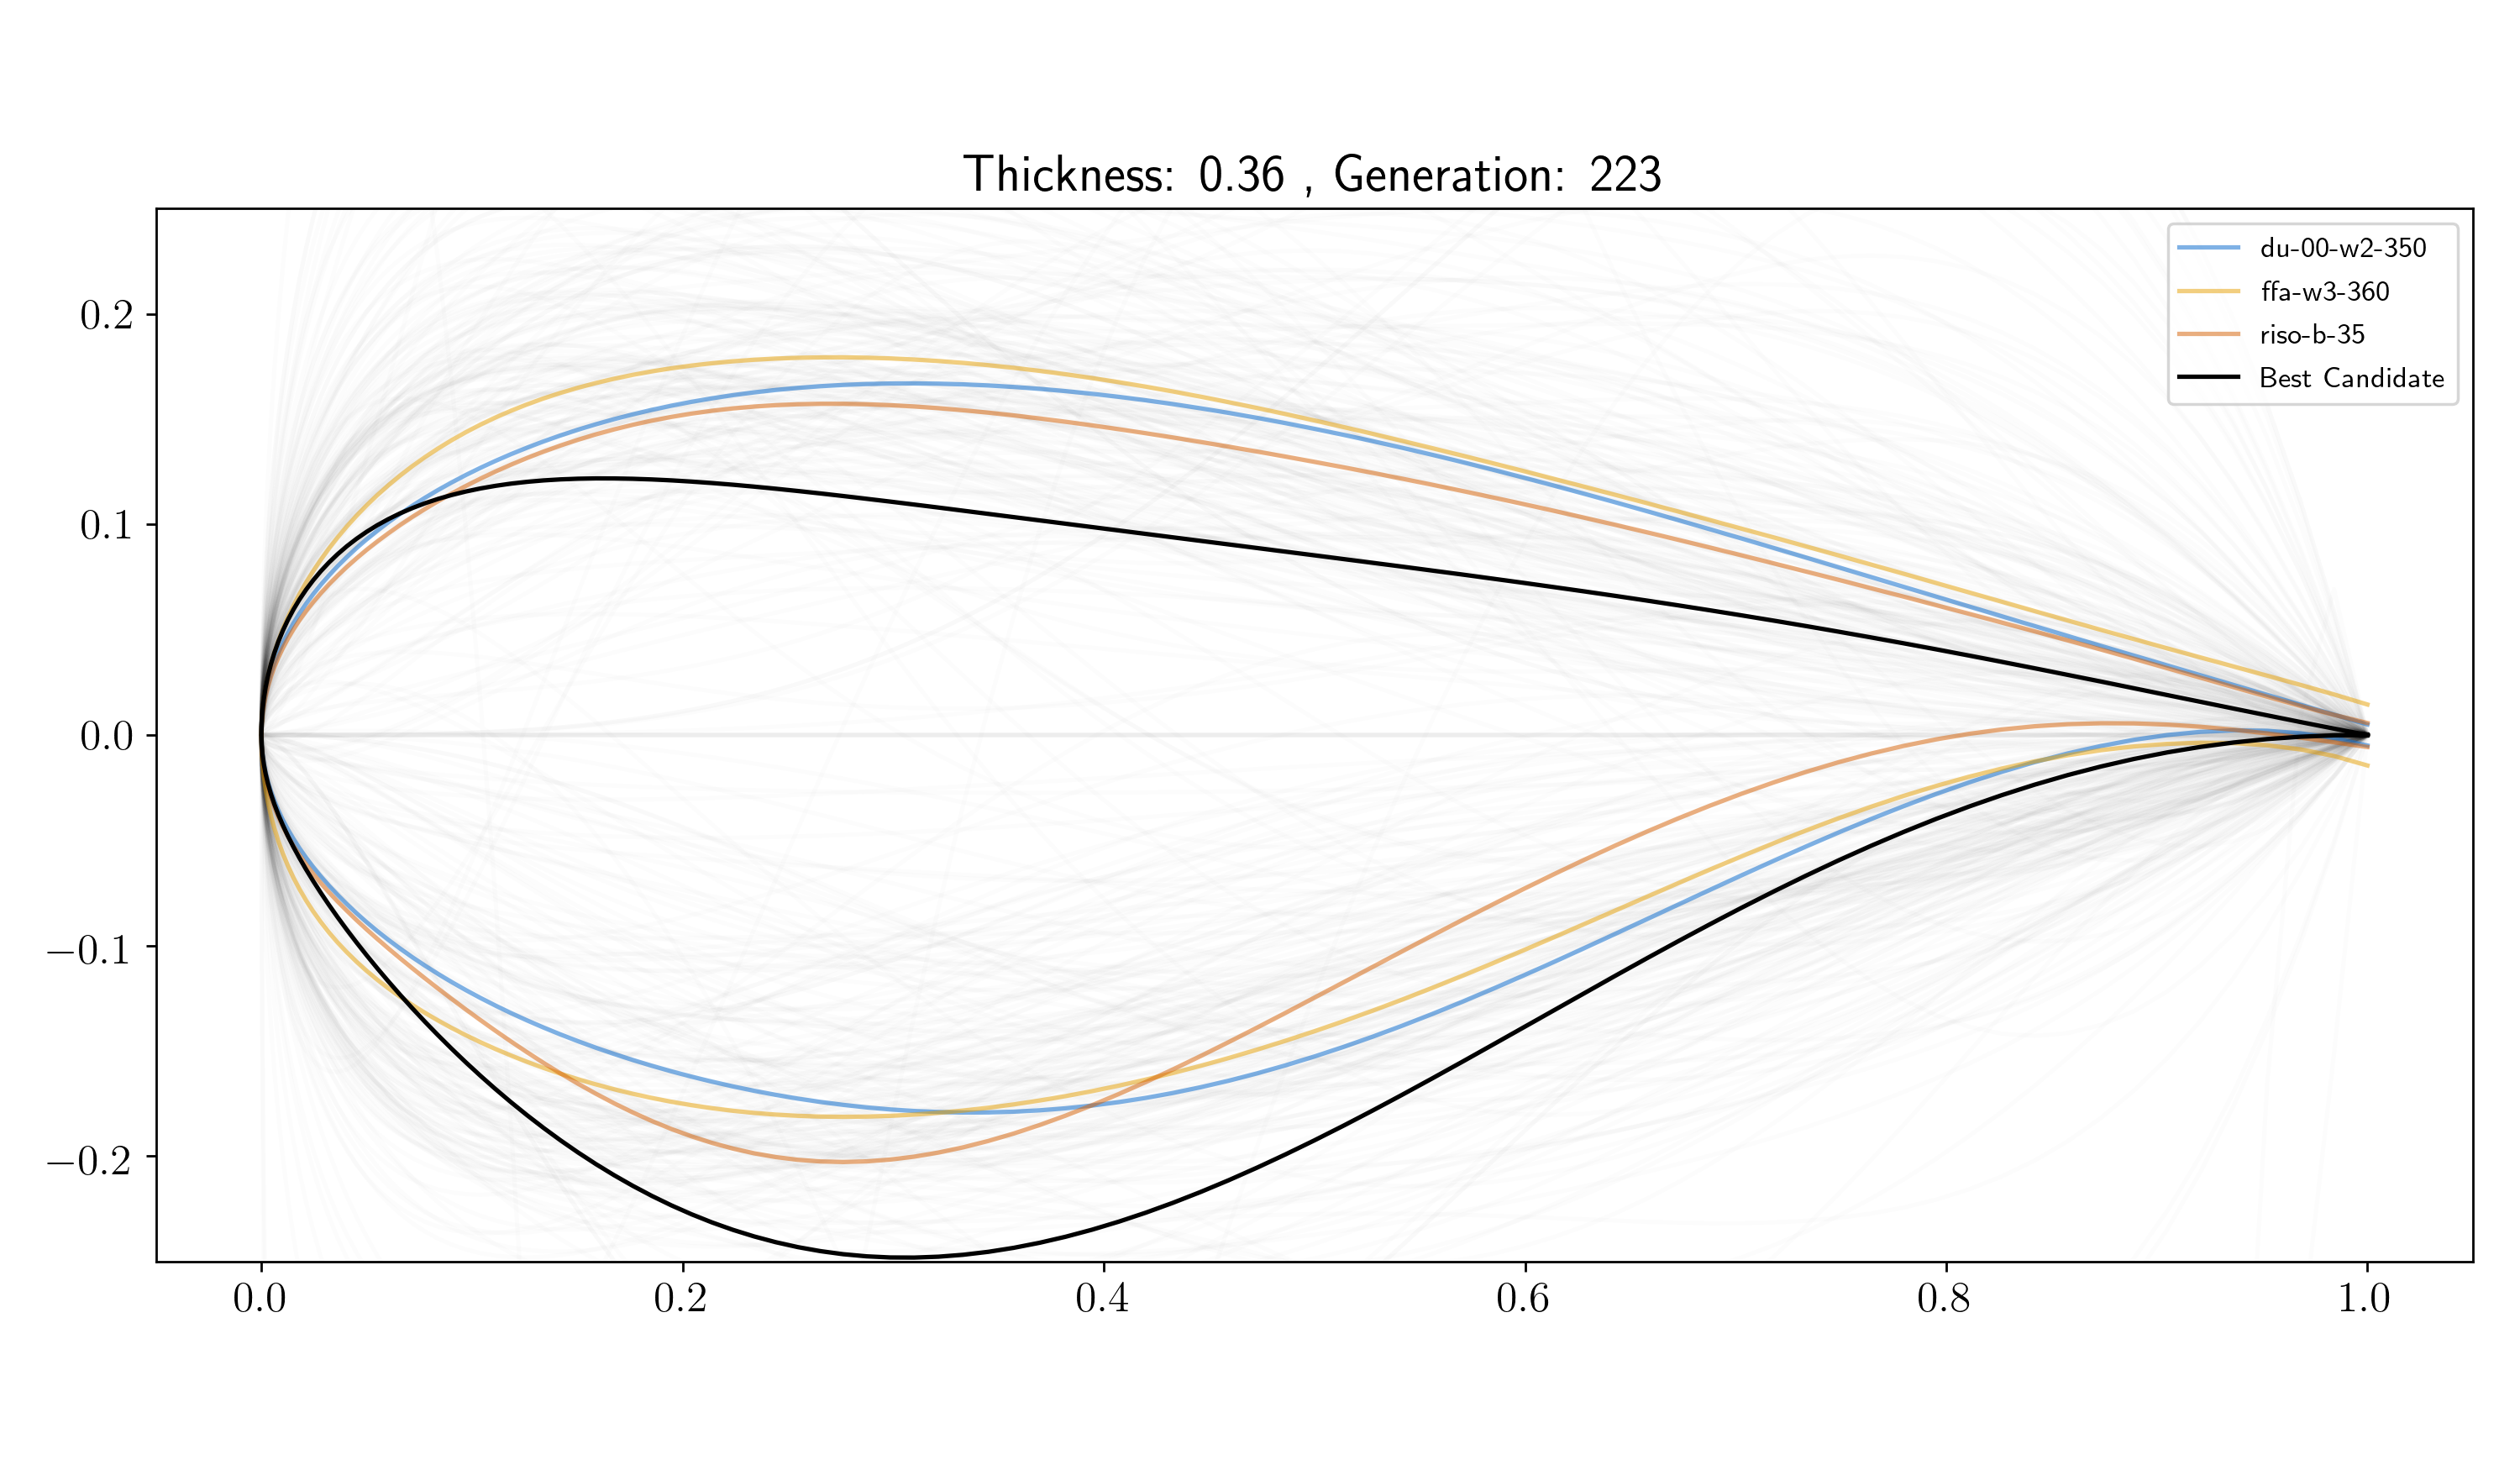 Thickness: 0.36 , Generation: 223
du-00-w2-350
ffa-w3-360
riso-b-35
Best Candidate
0.2
0.1
0.0
−0.1
−0.2
0.0 0.2 0.4 0.6 0.8 1.0